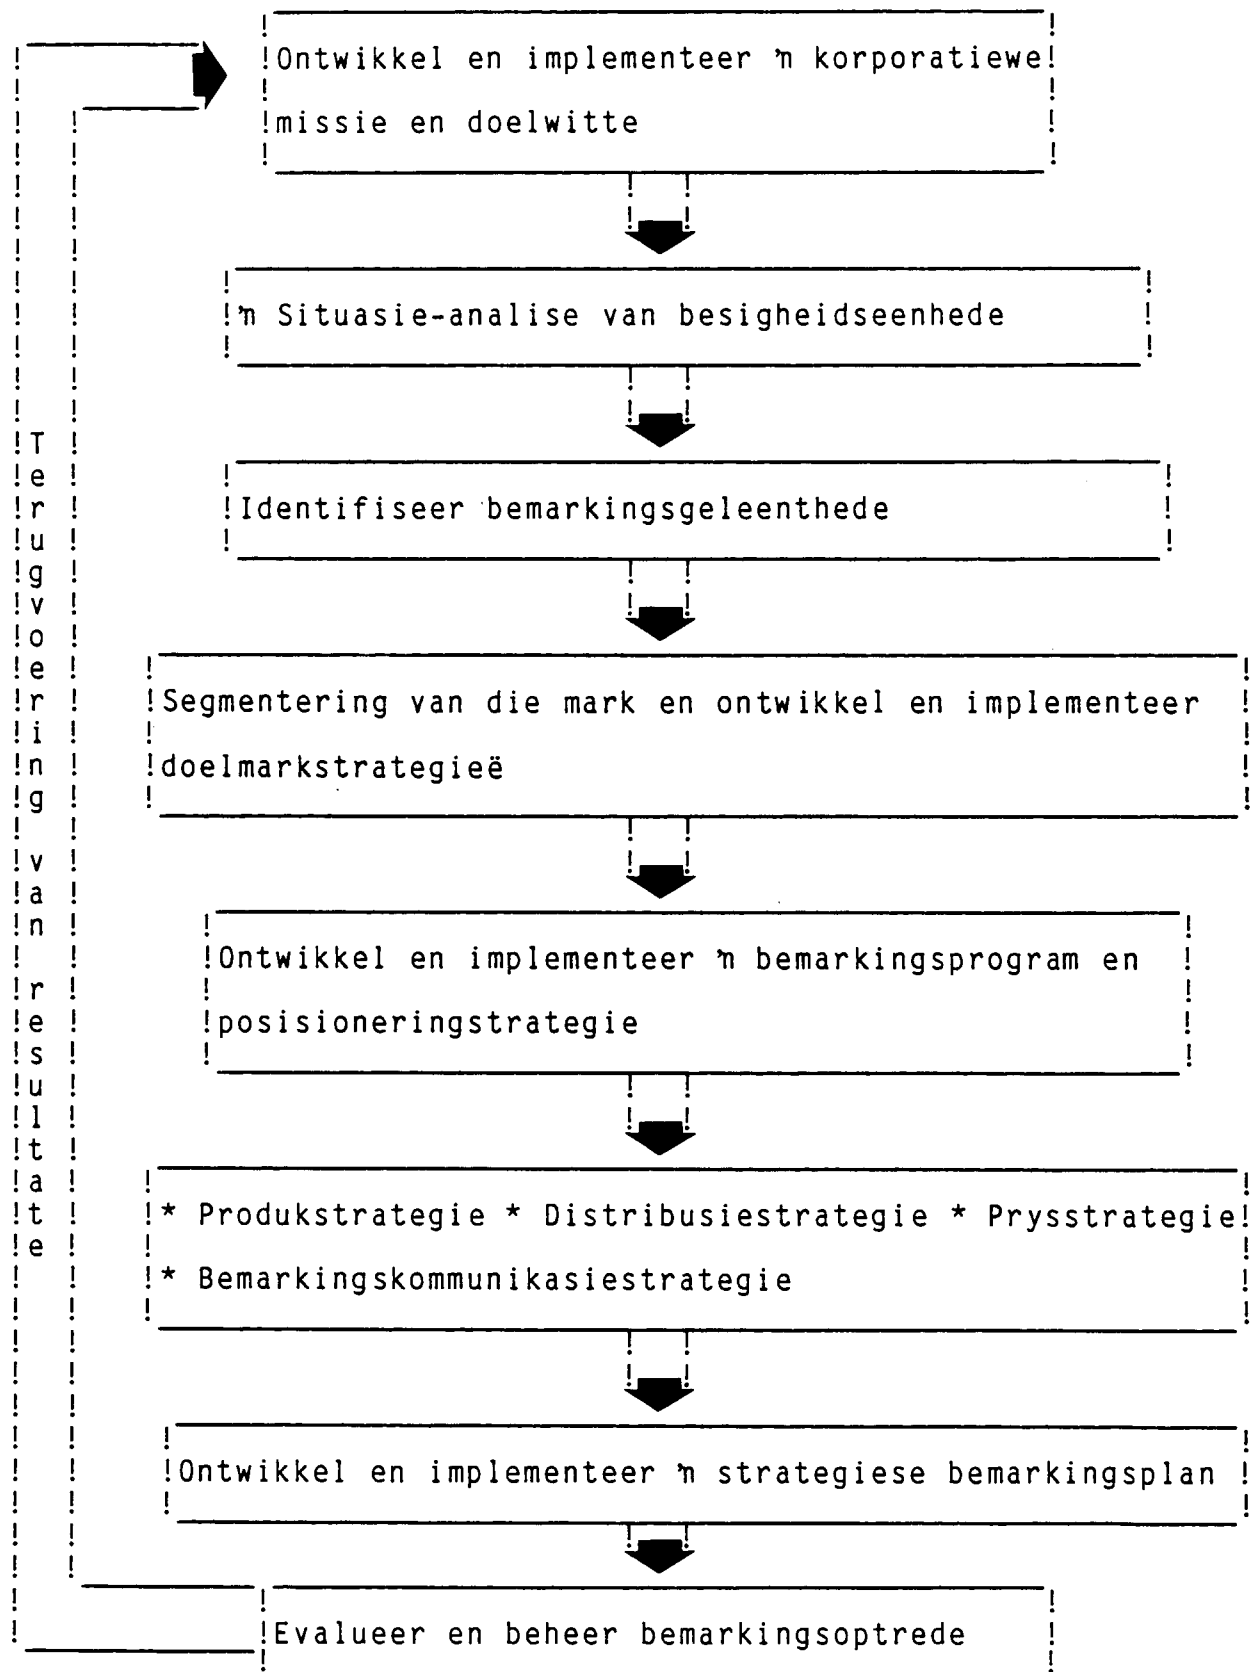 Ontwikkel en implementeer 'n korporatiewe
missie en doelwitte
'n Situasie-analise van besigheidseenhede
Identifiseer bemarkingsgeleenthede
Segmentering van die mark en ontwikkel en implementeer
doelmarkstrategieë
Ontwikkel en implementeer 'n bemarkingsprogram en
posisioneringstrategie
* Produkstrategie * Distribusiestrategie * Prysstrategie
* Bemarkingskommunikasiestrategie
Ontwikkel en implementeer 'n strategiese bemarkingsplan
Evalueer en beheer bemarkingsoptrede
Terugvoering van resultate